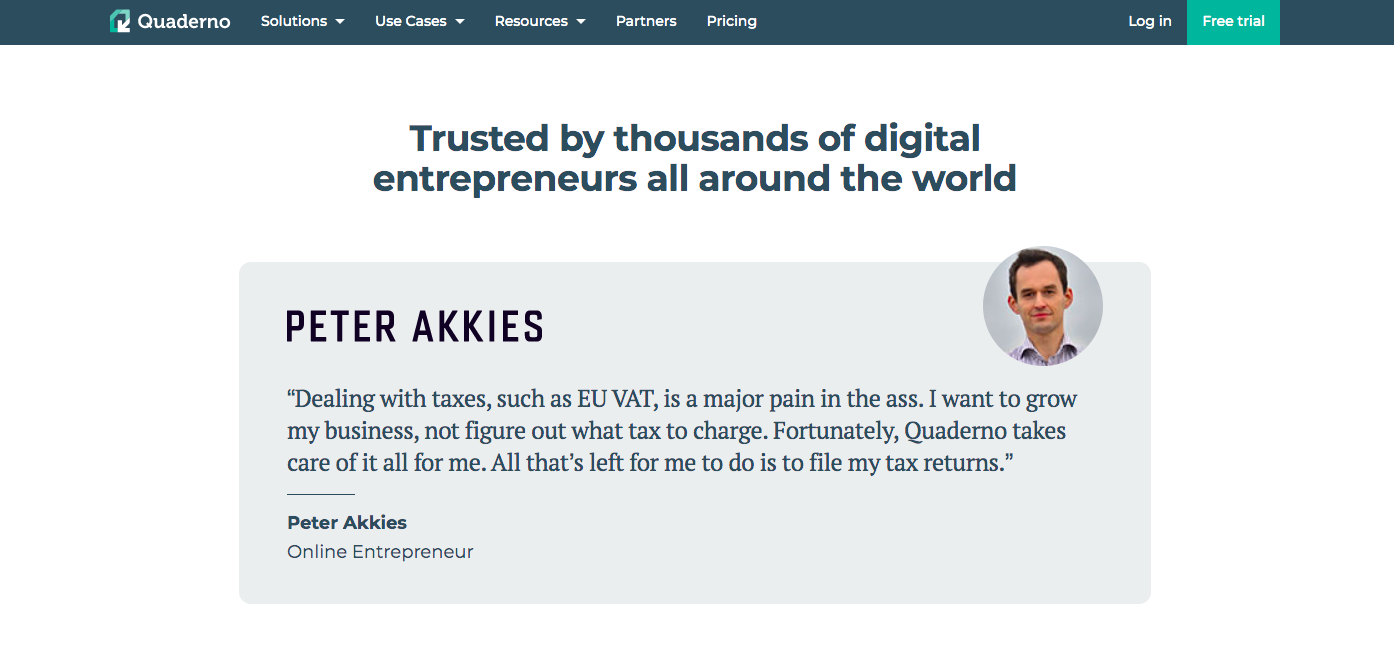 Quaderno Solutions Use Cases Resources Partners Pricing Log in Free trial
Trusted by thousands of digital
entrepreneurs all around the world
PETER AKKIES
“Dealing with taxes, such as EU VAT, is a major pain in the ass. I want to grow
my business, not figure out what tax to charge. Fortunately, Quaderno takes
care of it all for me. All that’s left for me to do is to file my tax returns.”
Peter Akkies
Online Entrepreneur